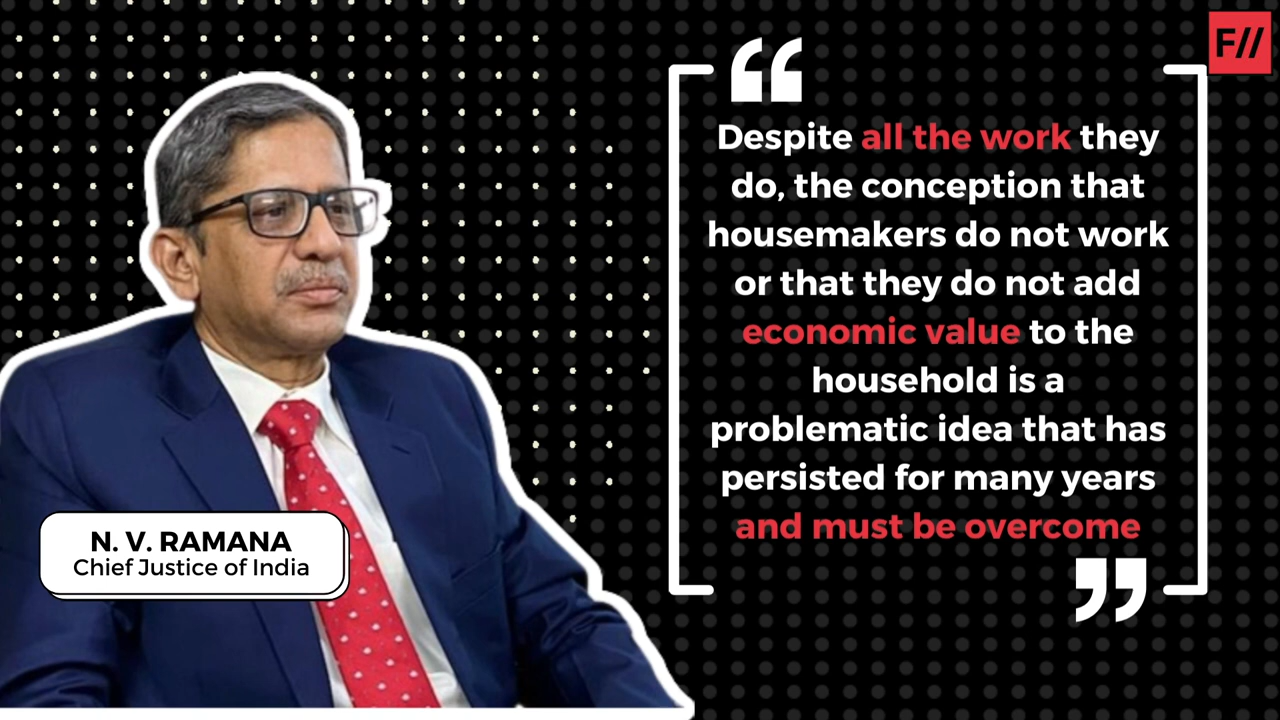 F//
“
Despite all the work they
do, the conception that
housemakers do not work
or that they do not add
economic value to the
household is a
problematic idea that has
persisted for many years
and must be overcome
”
N. V. RAMANA
Chief Justice of India